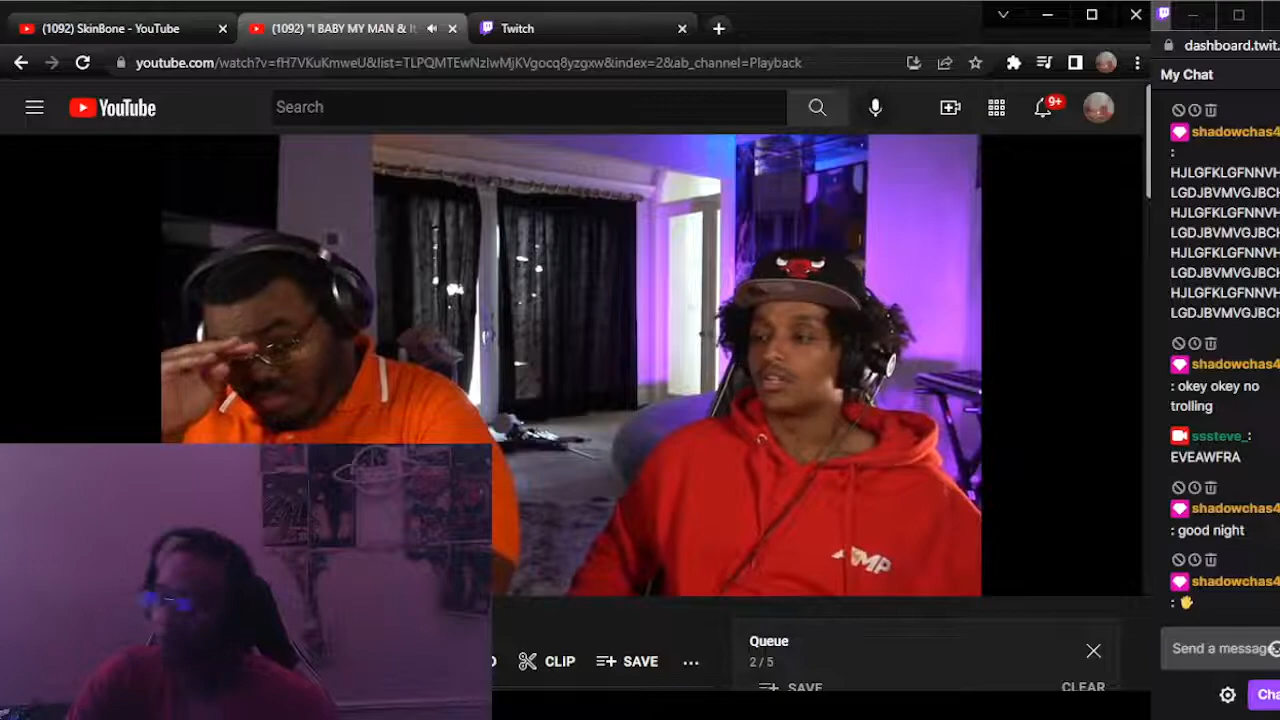 (1092) SkinBone - YouTube
(1092) "I BABY MY MAN & I
Twitch
youtube.com/watch?v=fH7VKuKmweU&list=TLPQMTEwNzIwMjKVgocq8yzgxw&index=2&ab_channel=Playback
dashboard.twit
My Chat
YouTube
Search
9+
shadowchas4
:
HJLGFKLGFNNVH
LGDJBVMVGJBCH
HJLGFKLGFNNVH
LGDJBVMVGJBCH
HJLGFKLGFNNVH
LGDJBVMVGJBCH
HJLGFKLGFNNVH
LGDJBVMVGJBCH
shadowchas4
: okey okey no
trolling
ssteve_:
EVEAWFRA
shadowchas4
: good night
shadowchas4
:
AMP
CLIP
SAVE
Queue
2/5
SAVE
CLEAR
Send a message
Cha